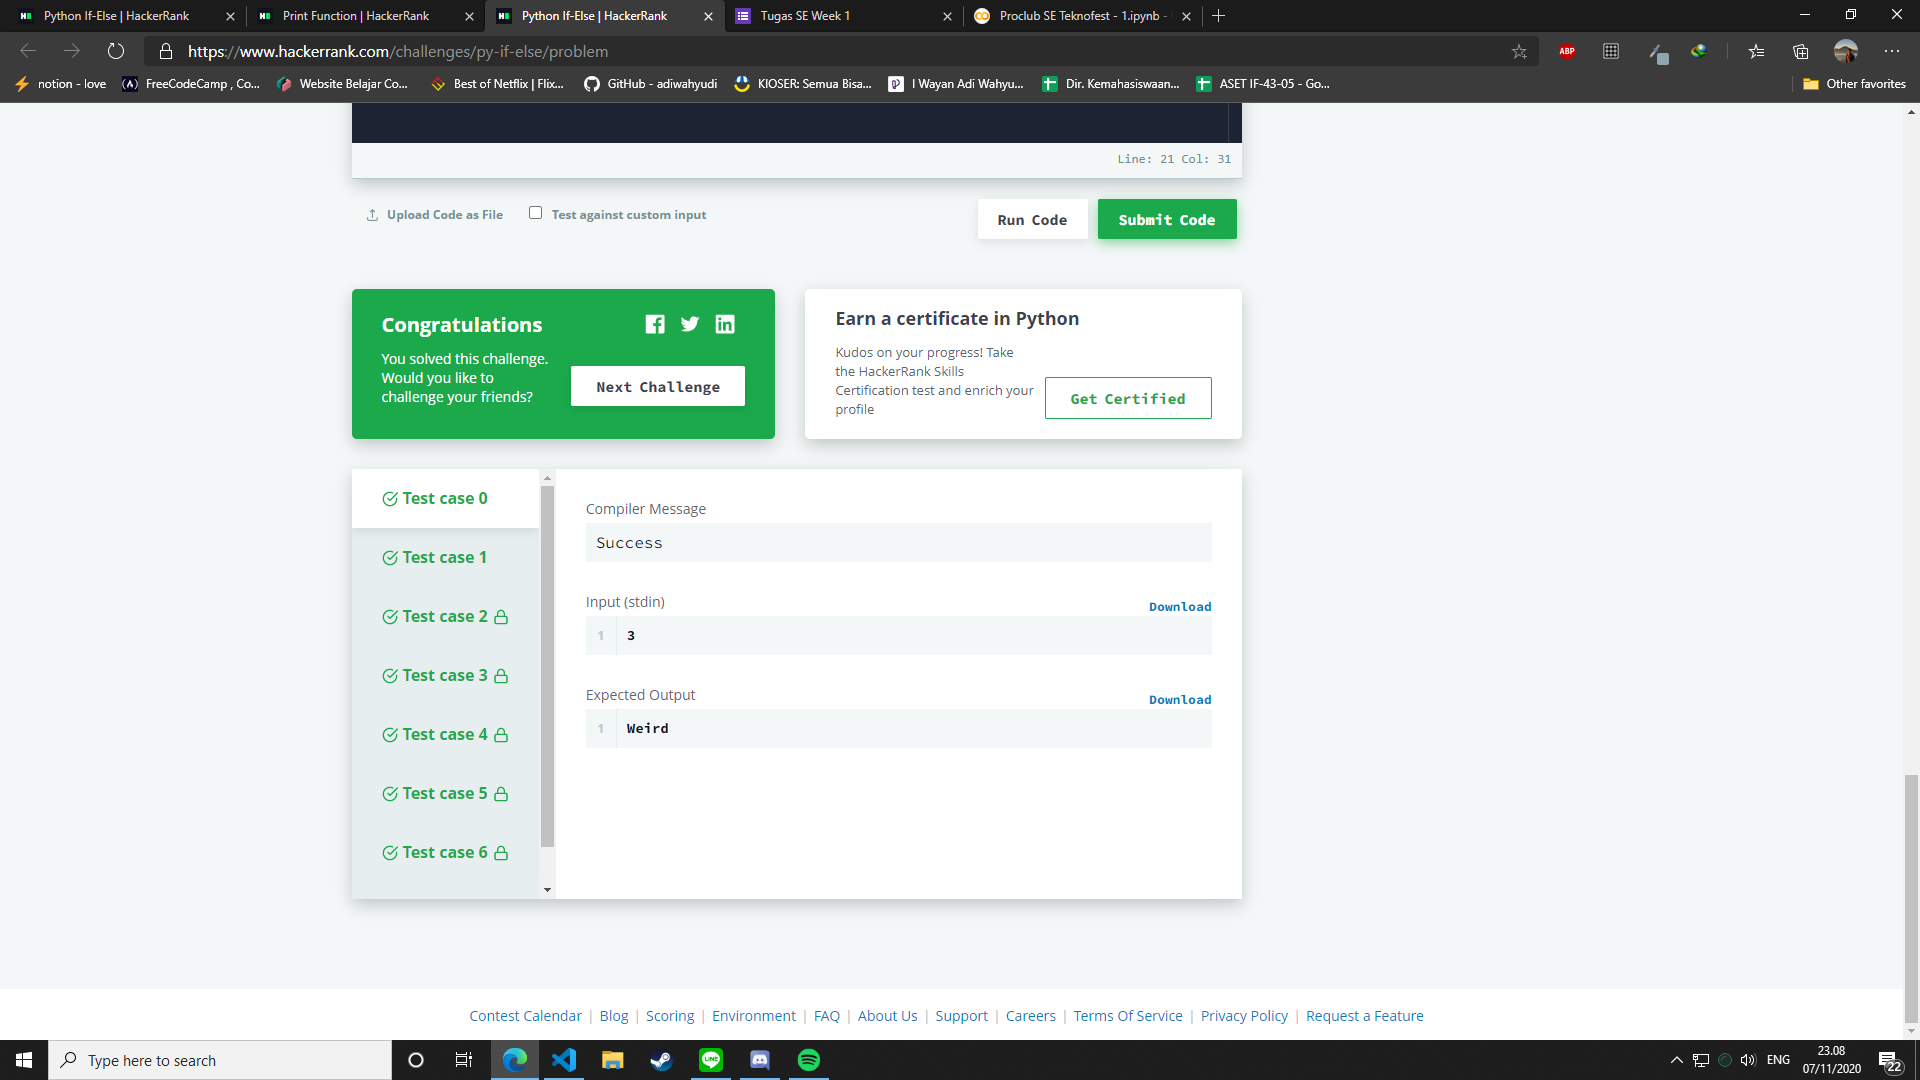 Python If-Else | HackerRank
Print Function | HackerRank
Python If-Else | HackerRank
Tugas SE Week 1
Proclub SE Teknofest - 1.ipynb -
https://www.hackerrank.com/challenges/py-if-else/problem
ABP
notion - love
FreeCodeCamp , Co...
Website Belajar Co...
Best of Netflix | Flix...
GitHub - adiwahyudi
KIOSER: Semua Bisa...
I Wayan Adi Wahyu...
Dir. Kemahasiswaan...
ASET IF-43-05 - Go...
Other favorites
Line: 21 Col: 31
Upload Code as File
Test against custom input
Run Code
Submit Code
Congratulations
You solved this challenge.
Would you like to
challenge your friends?
Next Challenge
Earn a certificate in Python
Kudos on your progress! Take
the HackerRank Skills
Certification test and enrich your
profile
Get Certified
Test case 0
Test case 1
Test case 2
Test case 3
Test case 4
Test case 5
Test case 6
Compiler Message
Success
Input (stdin)
Download
1 3
Expected Output
Download
1 Weird
Contest Calendar | Blog | Scoring | Environment | FAQ | About Us | Support | Careers | Terms Of Service | Privacy Policy | Request a Feature
Type here to search
LINE
ENG
23.08
07/11/2020
22